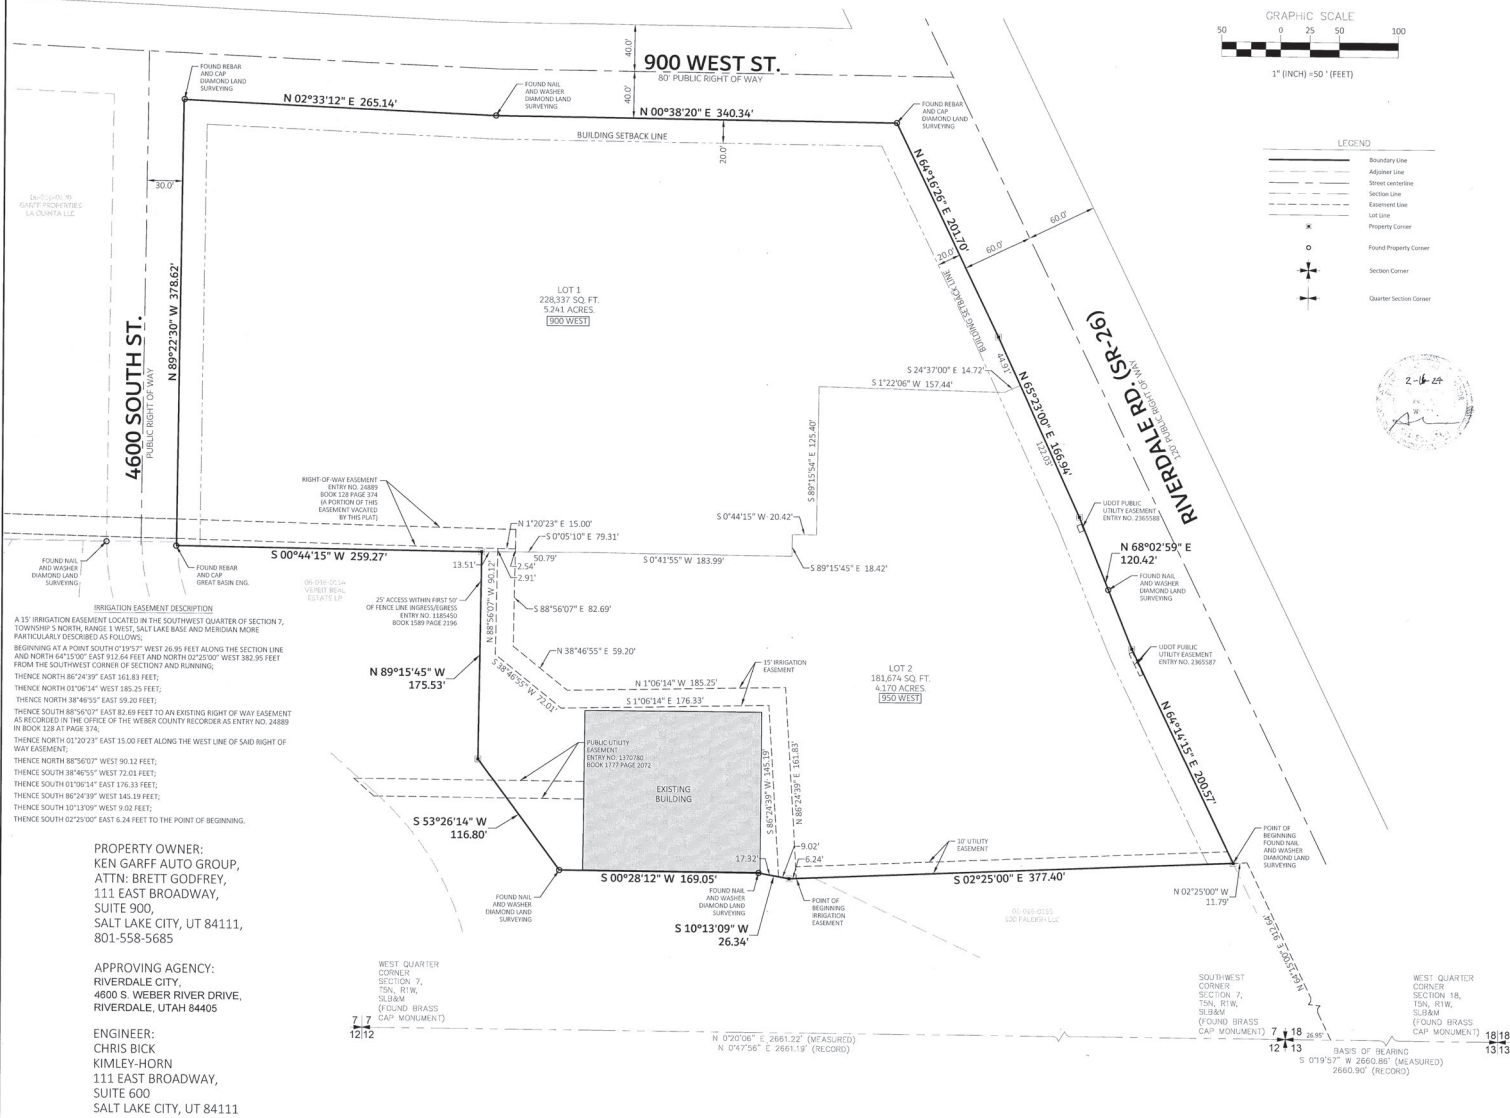 GRAPHIC SCALE
50 0 25 50 100
1" (INCH) =50 ' (FEET)
LEGEND
Boundary Line
Adjoiner Line
Street centerline
Section Line
Easement Line
Lot Line
Property Corner
Found Property Corner
Section Corner
Quarter Section Corner
2-16-24
900 WEST ST.
80' PUBLIC RIGHT OF WAY
40.0'
40.0'
FOUND REBAR
AND CAP
DIAMOND LAND
SURVEYING
N 02°33'12" E 265.14'
FOUND NAIL
AND WASHER
DIAMOND LAND
SURVEYING
N 00°38'20" E 340.34'
FOUND REBAR
AND CAP
DIAMOND LAND
SURVEYING
BUILDING SETBACK LINE
20.0'
30.0'
GARFF PROPERTIES
LA QUINTA LLC
4600 SOUTH ST.
PUBLIC RIGHT OF WAY
N 89°22'30" W 378.62'
N 64°16'26" E 201.70'
20.0'
60.0'
60.0'
BUILDING SETBACK LINE
RIVERDALE RD. (SR-26)
120' PUBLIC RIGHT OF WAY
LOT 1
228,337 SQ. FT.
5.241 ACRES.
900 WEST
44.91'
N 65°23'00" E 166.94'
122.03'
S 24°37'00" E 14.72'
S 1°22'06" W 157.44'
S 89°15'54" E 125.40'
S 0°44'15" W 20.42'
S 89°15'45" E 18.42'
RIGHT-OF-WAY EASEMENT
ENTRY NO. 24889
BOOK 128 PAGE 374
(A PORTION OF THIS
EASEMENT VACATED
BY THIS PLAT)
N 1°20'23" E 15.00'
S 0°05'10" E 79.31'
S 00°44'15" W 259.27'
13.51'
2.54'
2.91'
50.79'
S 0°41'55" W 183.99'
UDOT PUBLIC
UTILITY EASEMENT
ENTRY NO. 2365588
N 68°02'59" E
120.42'
FOUND NAIL
AND WASHER
DIAMOND LAND
SURVEYING
UDOT PUBLIC
UTILITY EASEMENT
ENTRY NO. 2365587
N 64°14'15" E 200.57'
FOUND NAIL
AND WASHER
DIAMOND LAND
SURVEYING
FOUND REBAR
AND CAP
GREAT BASIN ENG.
25' ACCESS WITHIN FIRST 50'
OF FENCE LINE INGRESS/EGRESS
ENTRY NO. 1185450
BOOK 1589 PAGE 2196
N 88°56'07" W 90.12'
S 88°56'07" E 82.69'
N 38°46'55" E 59.20'
S 38°46'55" W 72.01'
N 89°15'45" W
175.53'
15' IRRIGATION
EASEMENT
N 1°06'14" W 185.25'
S 1°06'14" E 176.33'
LOT 2
181,674 SQ. FT.
4.170 ACRES.
950 WEST
PUBLIC UTILITY
EASEMENT
ENTRY NO. 1370780
BOOK 1777 PAGE 2072
EXISTING
BUILDING
S 86°24'39" W 145.19'
N 86°24'39" E 161.83'
S 53°26'14" W
116.80'
9.02'
6.24'
17.32'
10' UTILITY
EASEMENT
S 00°28'12" W 169.05'
S 02°25'00" E 377.40'
FOUND NAIL
AND WASHER
DIAMOND LAND
SURVEYING
FOUND NAIL
AND WASHER
DIAMOND LAND
SURVEYING
POINT OF
BEGINNING
IRRIGATION
EASEMENT
S 10°13'09" W
26.34'
POINT OF
BEGINNING
FOUND NAIL
AND WASHER
DIAMOND LAND
SURVEYING
N 02°25'00" W
11.79'
N 64°15'00" E 912.64'
IRRIGATION EASEMENT DESCRIPTION
A 15' IRRIGATION EASEMENT LOCATED IN THE SOUTHWEST QUARTER OF SECTION 7,
TOWNSHIP 5 NORTH, RANGE 1 WEST, SALT LAKE BASE AND MERIDIAN MORE
PARTICULARLY DESCRIBED AS FOLLOWS;
BEGINNING AT A POINT SOUTH 0°19'57" WEST 26.95 FEET ALONG THE SECTION LINE
AND NORTH 64°15'00" EAST 912.64 FEET AND NORTH 02°25'00" WEST 382.95 FEET
FROM THE SOUTHWEST CORNER OF SECTION7 AND RUNNING;
THENCE NORTH 86°24'39" EAST 161.83 FEET;
THENCE NORTH 01°06'14" WEST 185.25 FEET;
THENCE NORTH 38°46'55" EAST 59.20 FEET;
THENCE SOUTH 88°56'07" EAST 82.69 FEET TO AN EXISTING RIGHT OF WAY EASEMENT
AS RECORDED IN THE OFFICE OF THE WEBER COUNTY RECORDER AS ENTRY NO. 24889
IN BOOK 128 AT PAGE 374;
THENCE NORTH 01°20'23" EAST 15.00 FEET ALONG THE WEST LINE OF SAID RIGHT OF
WAY EASEMENT;
THENCE NORTH 88°56'07" WEST 90.12 FEET;
THENCE SOUTH 38°46'55" WEST 72.01 FEET;
THENCE SOUTH 01°06'14" EAST 176.33 FEET;
THENCE SOUTH 86°24'39" WEST 145.19 FEET;
THENCE SOUTH 10°13'09" WEST 9.02 FEET;
THENCE SOUTH 02°25'00" EAST 6.24 FEET TO THE POINT OF BEGINNING.
PROPERTY OWNER:
KEN GARFF AUTO GROUP,
ATTN: BRETT GODFREY,
111 EAST BROADWAY,
SUITE 900,
SALT LAKE CITY, UT 84111,
801-558-5685
APPROVING AGENCY:
RIVERDALE CITY,
4600 S. WEBER RIVER DRIVE,
RIVERDALE, UTAH 84405
ENGINEER:
CHRIS BICK
KIMLEY-HORN
111 EAST BROADWAY,
SUITE 600
SALT LAKE CITY, UT 84111
WEST QUARTER
CORNER
SECTION 7,
T5N, R1W,
SLB&M
(FOUND BRASS
CAP MONUMENT)
7 7
12 12
N 0°20'06" E 2661.22' (MEASURED)
N 0°47'56" E 2661.19' (RECORD)
SOUTHWEST
CORNER
SECTION 7,
T5N, R1W,
SLB&M
(FOUND BRASS
CAP MONUMENT)
7 18
12 13
26.95'
BASIS OF BEARING
S 0°19'57" W 2660.86' (MEASURED)
2660.90' (RECORD)
WEST QUARTER
CORNER
SECTION 18,
T5N, R1W,
SLB&M
(FOUND BRASS
CAP MONUMENT)
18 18
13 13